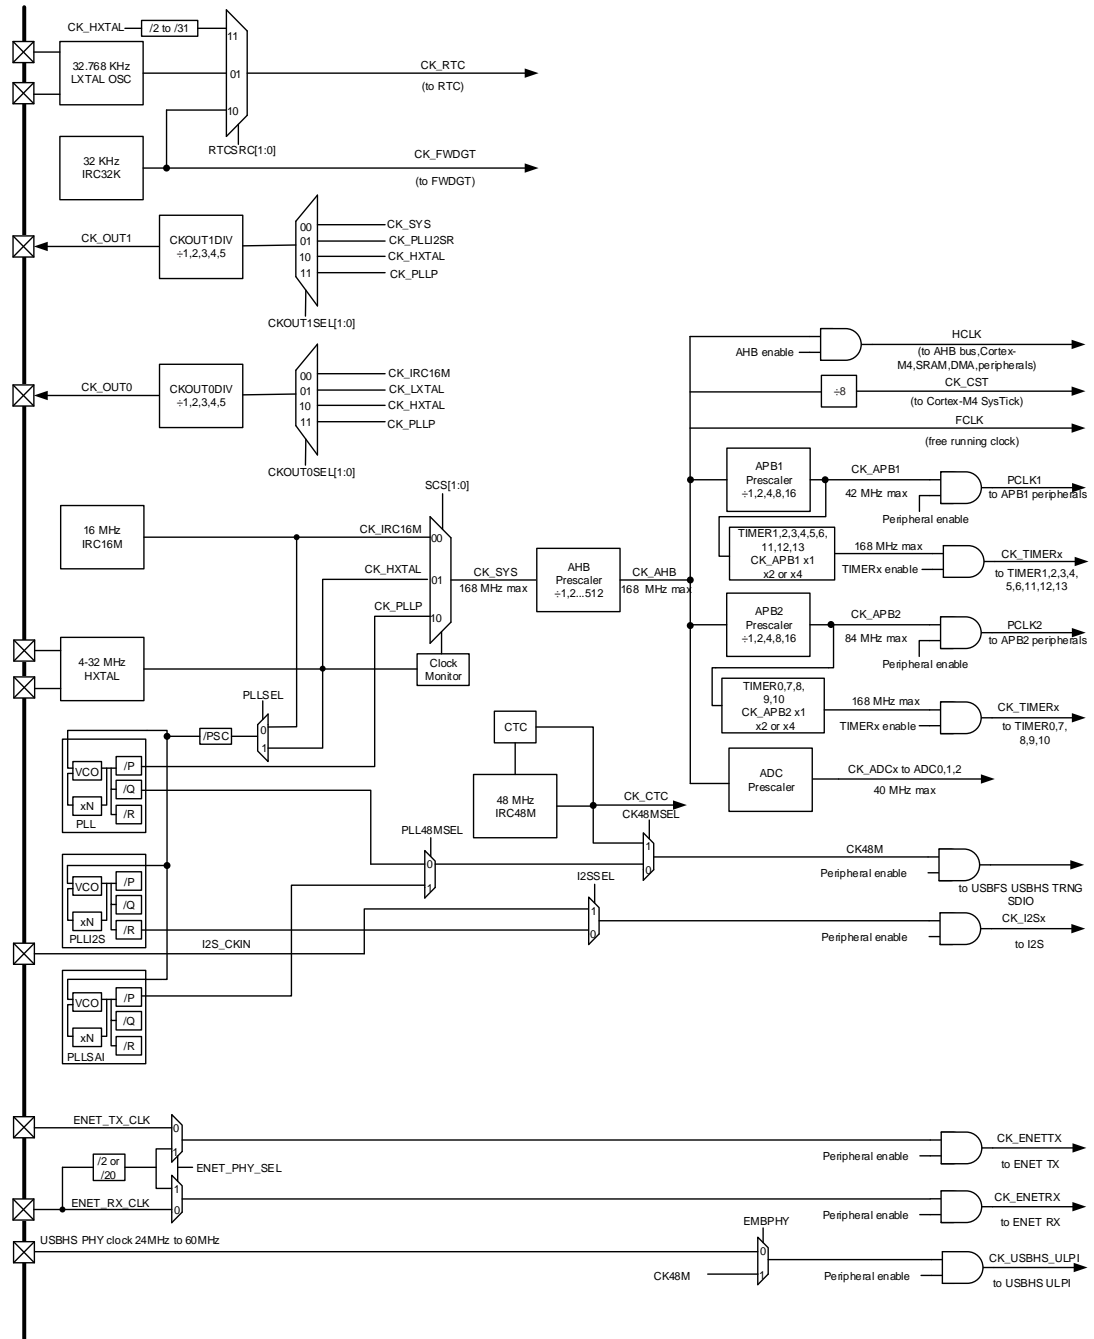 CK_HXTAL
/2 to /31
11
32.768 KHz
LXTAL OSC
01
CK_RTC
(to RTC)
10
RTCSRC[1:0]
32 KHz
IRC32K
CK_FWDGT
(to FWDGT)
CK_OUT1
CKOUT1DIV
÷1,2,3,4,5
00
CK_SYS
01
CK_PLLI2SR
10
CK_HXTAL
11
CK_PLLP
CKOUT1SEL[1:0]
CK_OUT0
CKOUT0DIV
÷1,2,3,4,5
00
CK_IRC16M
01
CK_LXTAL
10
CK_HXTAL
11
CK_PLLP
CKOUT0SEL[1:0]
AHB enable
HCLK
(to AHB bus,Cortex-
M4,SRAM,DMA,peripherals)
÷8
CK_CST
(to Cortex-M4 SysTick)
FCLK
(free running clock)
SCS[1:0]
16 MHz
IRC16M
CK_IRC16M
00
CK_HXTAL
01
CK_PLLP
10
CK_SYS
168 MHz max
AHB
Prescaler
÷1,2...512
CK_AHB
168 MHz max
APB1
Prescaler
÷1,2,4,8,16
CK_APB1
42 MHz max
Peripheral enable
PCLK1
to APB1 peripherals
TIMER1,2,3,4,5,6,
11,12,13
CK_APB1 x1
x2 or x4
168 MHz max
TIMERx enable
CK_TIMERx
to TIMER1,2,3,4,
5,6,11,12,13
APB2
Prescaler
÷1,2,4,8,16
CK_APB2
84 MHz max
Peripheral enable
PCLK2
to APB2 peripherals
4-32 MHz
HXTAL
Clock
Monitor
TIMER0,7,8,
9,10
CK_APB2 x1
x2 or x4
168 MHz max
TIMERx enable
CK_TIMERx
to TIMER0,7,
8,9,10
PLLSEL
0
1
/PSC
CTC
ADC
Prescaler
CK_ADCx to ADC0,1,2
40 MHz max
VCO
xN
/P
/Q
/R
PLL
48 MHz
IRC48M
CK_CTC
CK48MSEL
1
0
PLL48MSEL
0
1
CK48M
Peripheral enable
to USBFS USBHS TRNG
SDIO
VCO
xN
/P
/Q
/R
PLLI2S
I2SSEL
1
0
I2S_CKIN
Peripheral enable
CK_I2Sx
to I2S
VCO
xN
/P
/Q
/R
PLLSAI
ENET_TX_CLK
0
1
/2 or
/20
ENET_PHY_SEL
1
0
ENET_RX_CLK
Peripheral enable
CK_ENETTX
to ENET TX
Peripheral enable
CK_ENETRX
to ENET RX
USBHS PHY clock 24MHz to 60MHz
EMBPHY
0
1
CK48M
Peripheral enable
CK_USBHS_ULPI
to USBHS ULPI